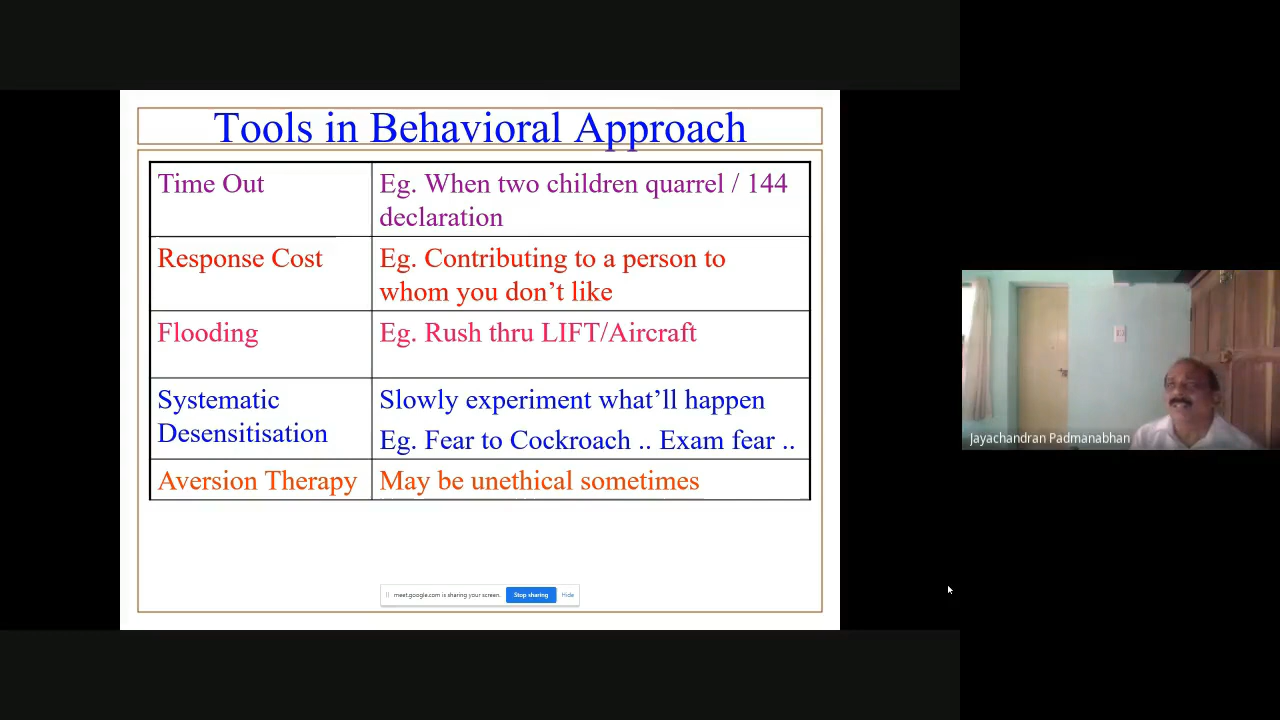 Tools in Behavioral Approach
Time Out
Eg. When two children quarrel / 144
declaration
Response Cost
Eg. Contributing to a person to
whom you don’t like
Flooding
Eg. Rush thru LIFT/Aircraft
Systematic
Desensitisation
Slowly experiment what’ll happen
Eg. Fear to Cockroach .. Exam fear ..
Aversion Therapy
May be unethical sometimes
meet.google.com is sharing your screen.
Stop sharing
Hide
Jayachandran Padmanabhan